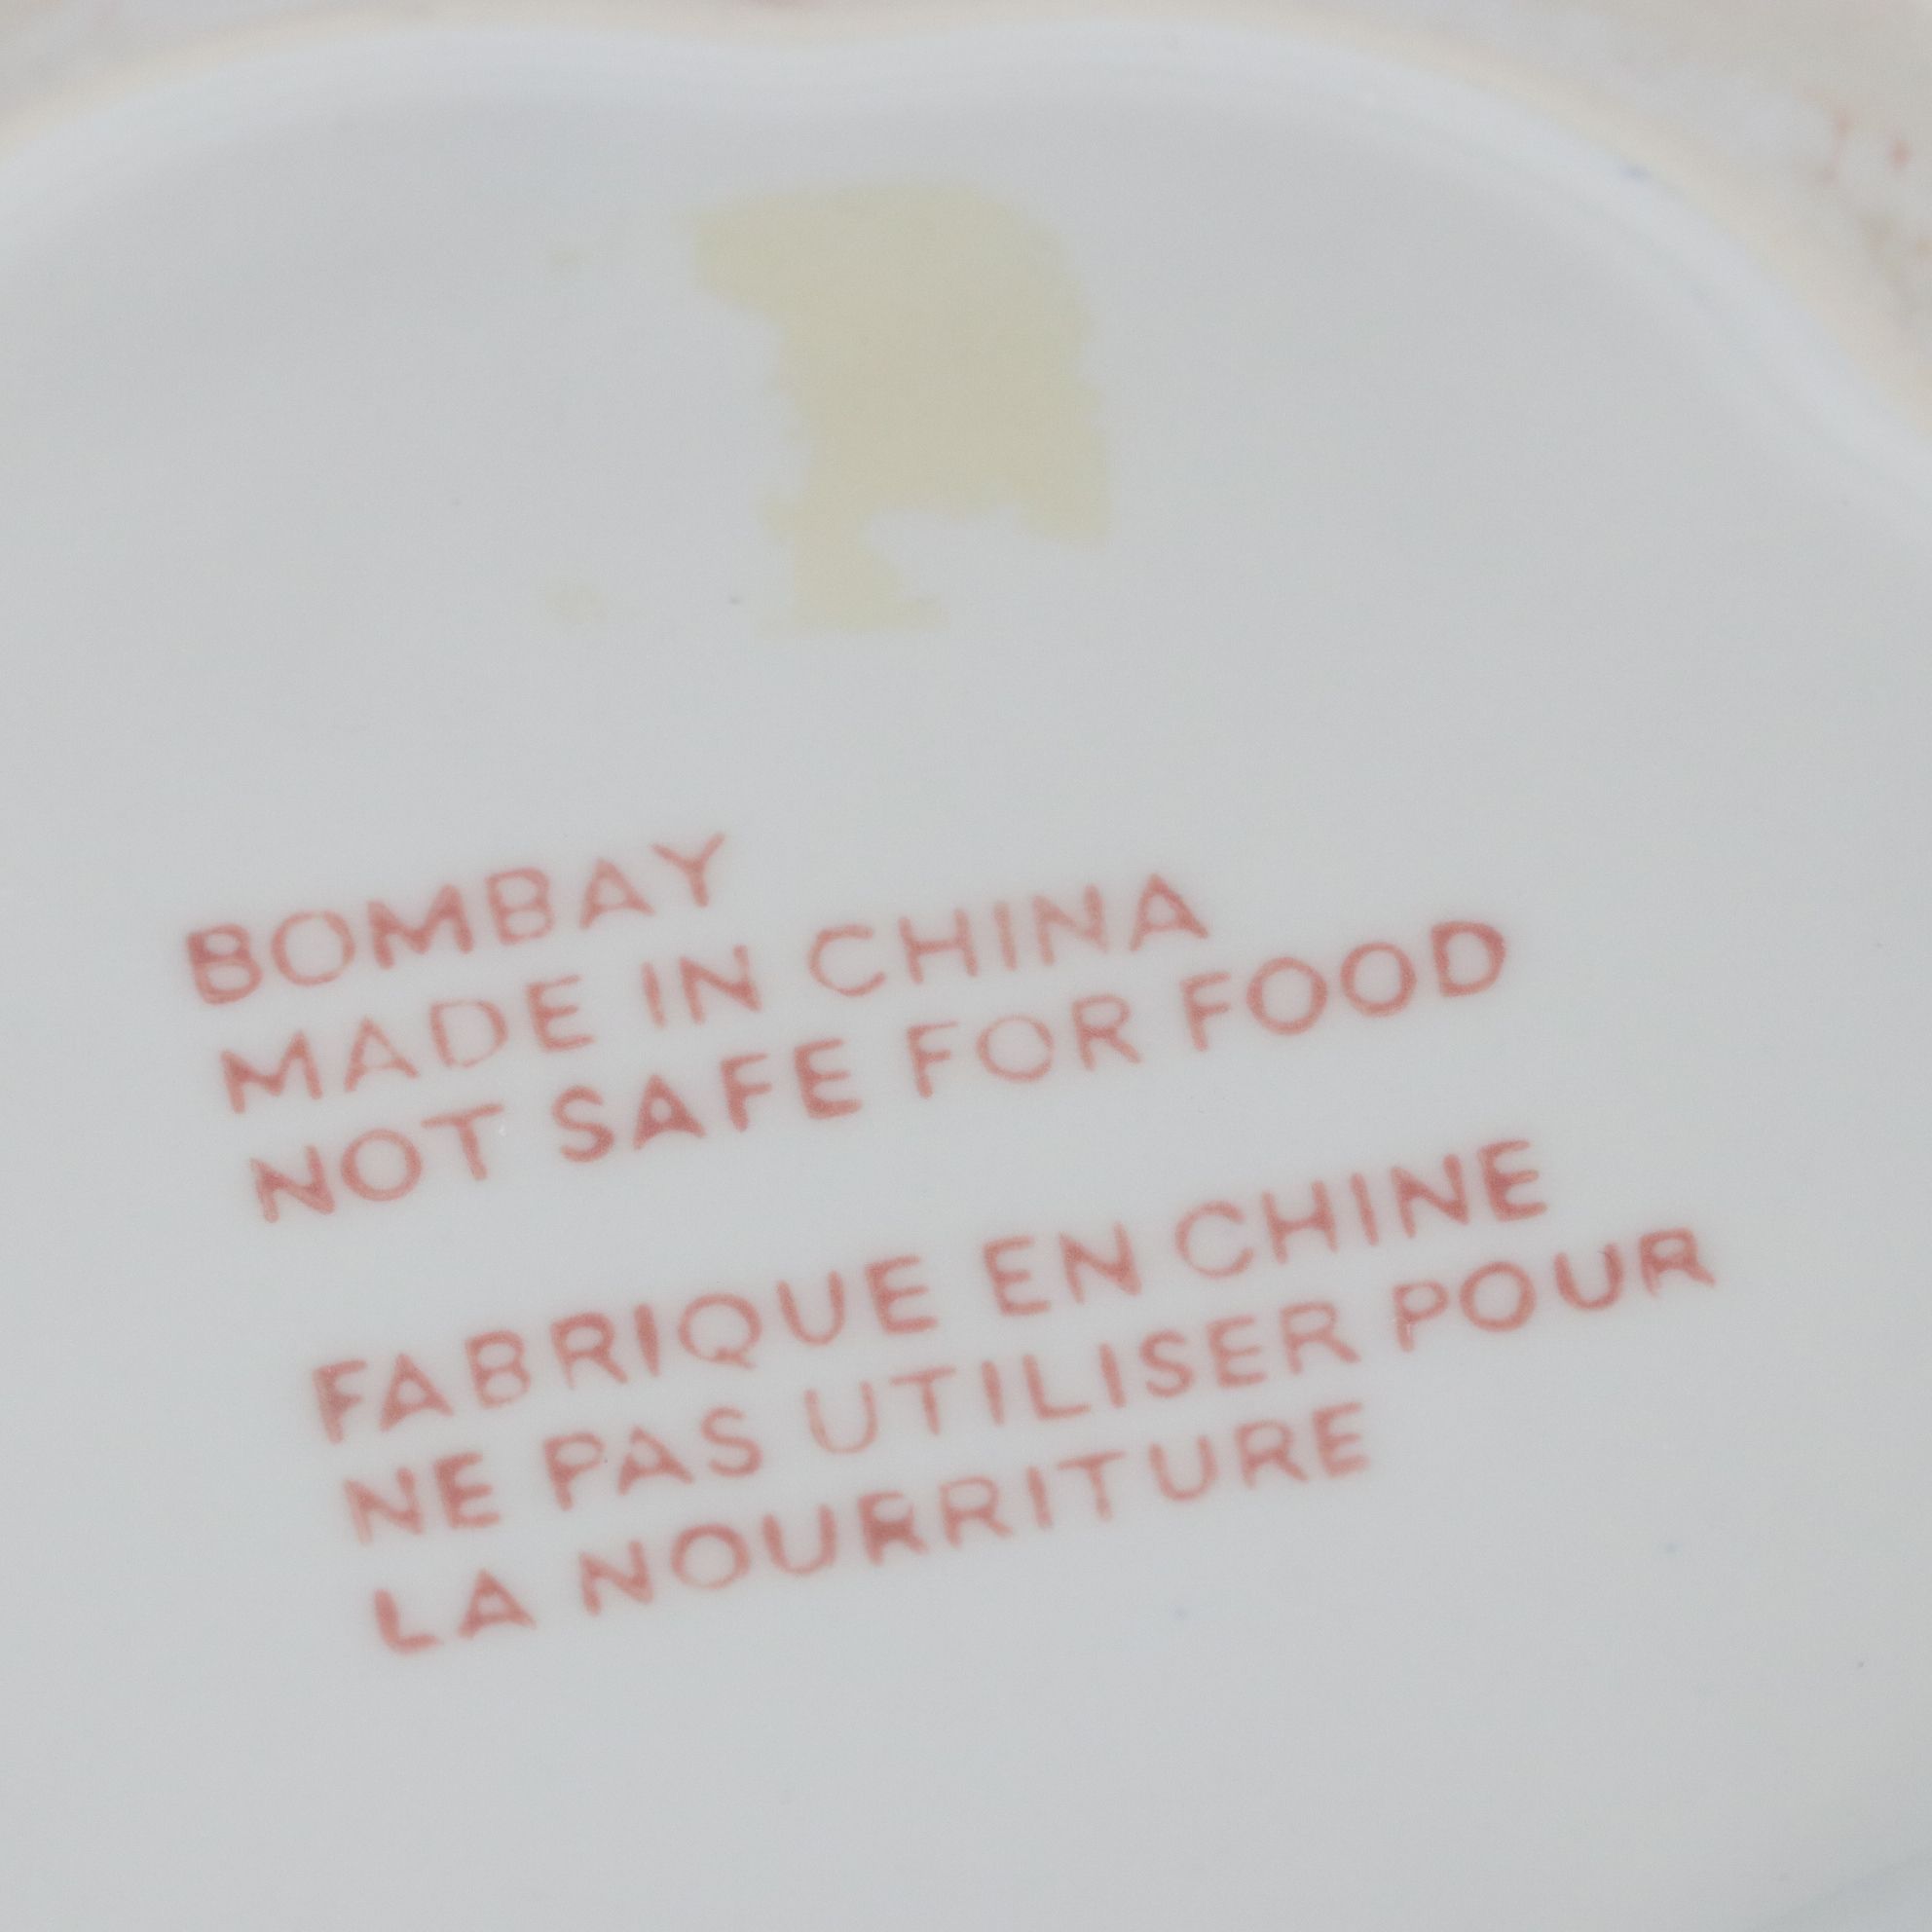 BOMBAY
MADE IN CHINA
NOT SAFE FOR FOOD
FABRIQUE EN CHINE
NE PAS UTILISER POUR
LA NOURRITURE